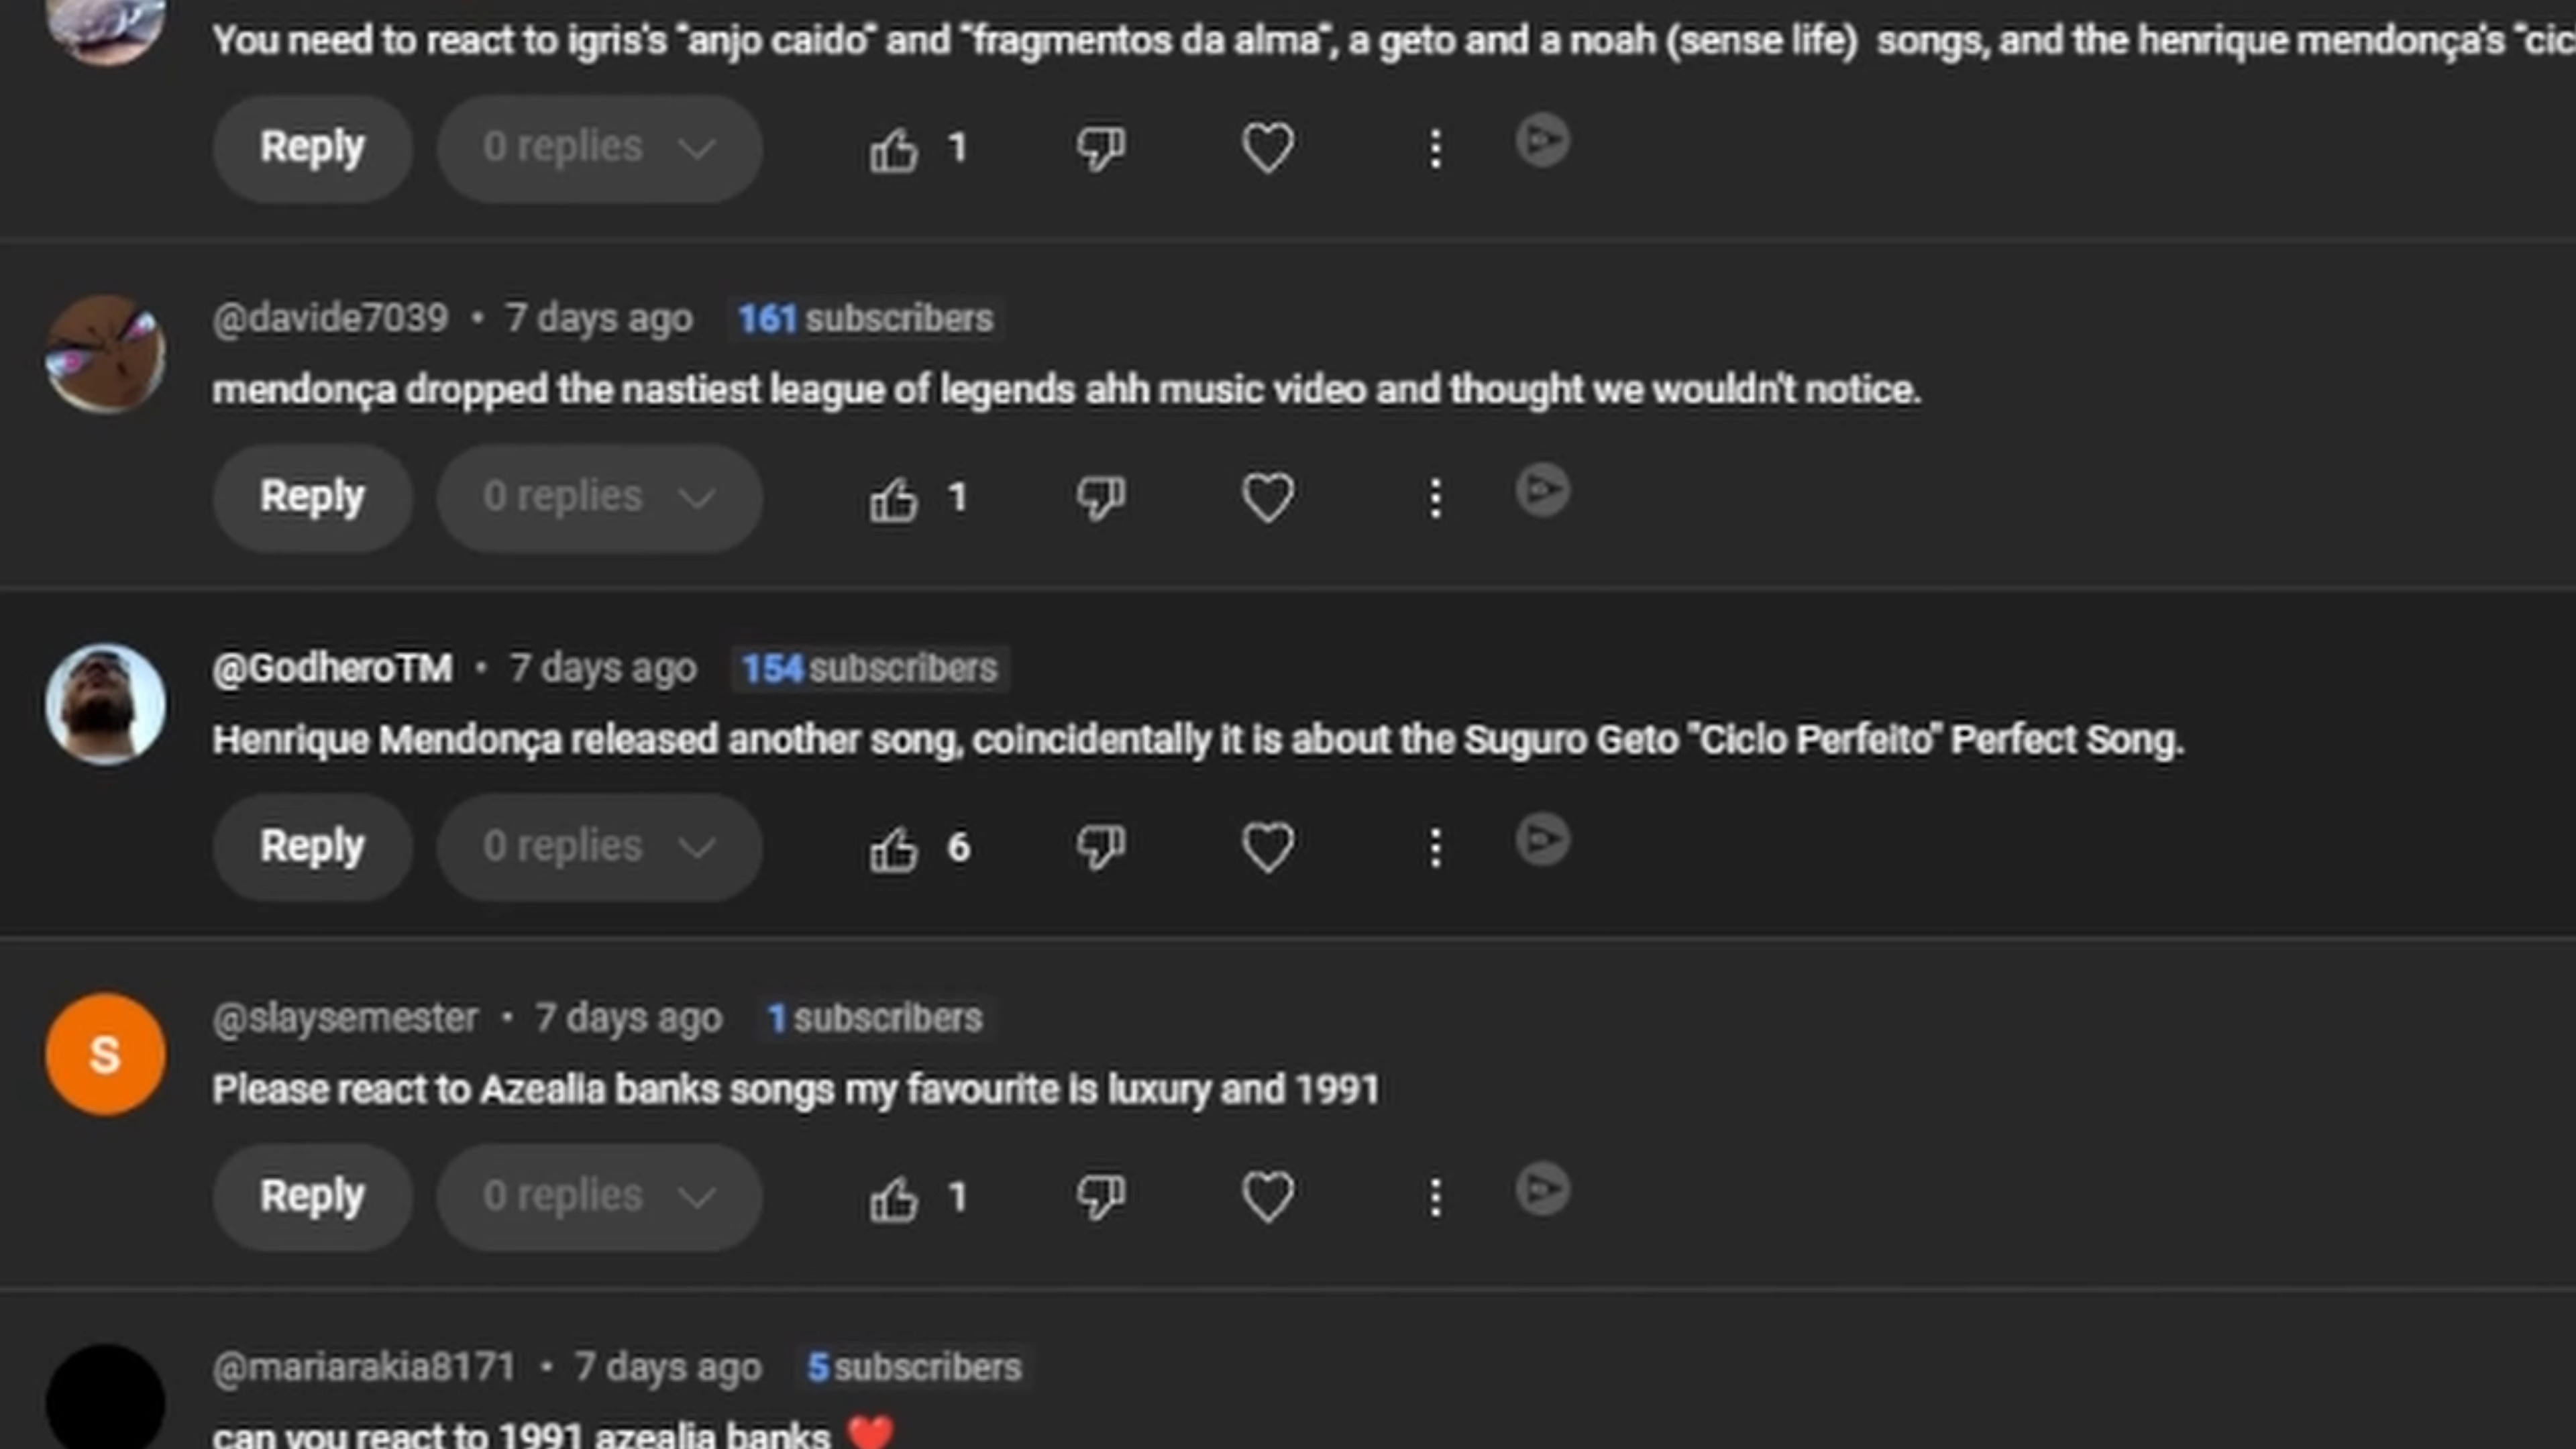 You need to react to igris's "anjo caido" and "fragmentos da alma", a geto and a noah (sense life) songs, and the henrique mendonça's "cic
Reply 0 replies 1
@davide7039 • 7 days ago 161 subscribers
mendonça dropped the nastiest league of legends ahh music video and thought we wouldn't notice.
Reply 0 replies 1
@GodheroTM • 7 days ago 154 subscribers
Henrique Mendonça released another song, coincidentally it is about the Suguro Geto "Ciclo Perfeito" Perfect Song.
Reply 0 replies 6
S
@slaysemester • 7 days ago 1 subscribers
Please react to Azealia banks songs my favourite is luxury and 1991
Reply 0 replies 1
@mariarakia8171 • 7 days ago 5 subscribers
can you react to 1991 azealia banks ❤️